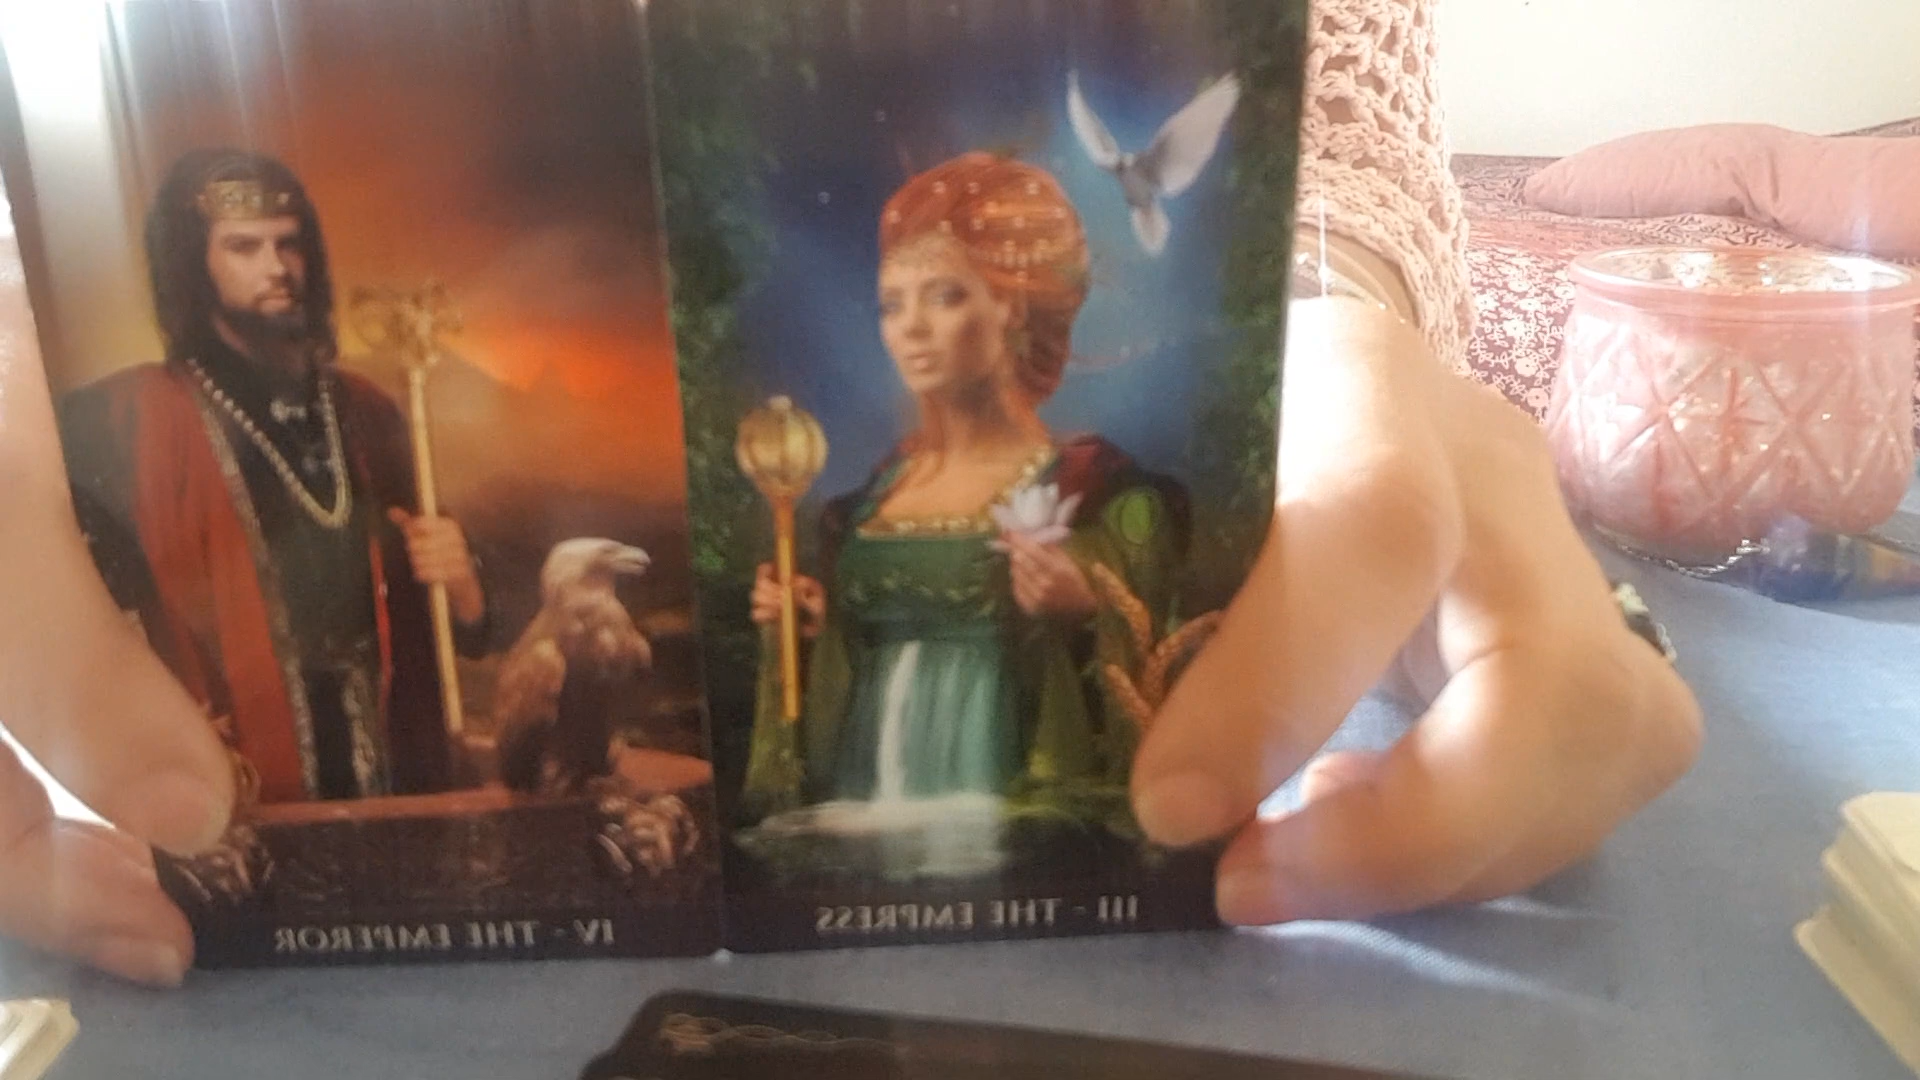 IV - THE EMPEROR
III - THE EMPRESS